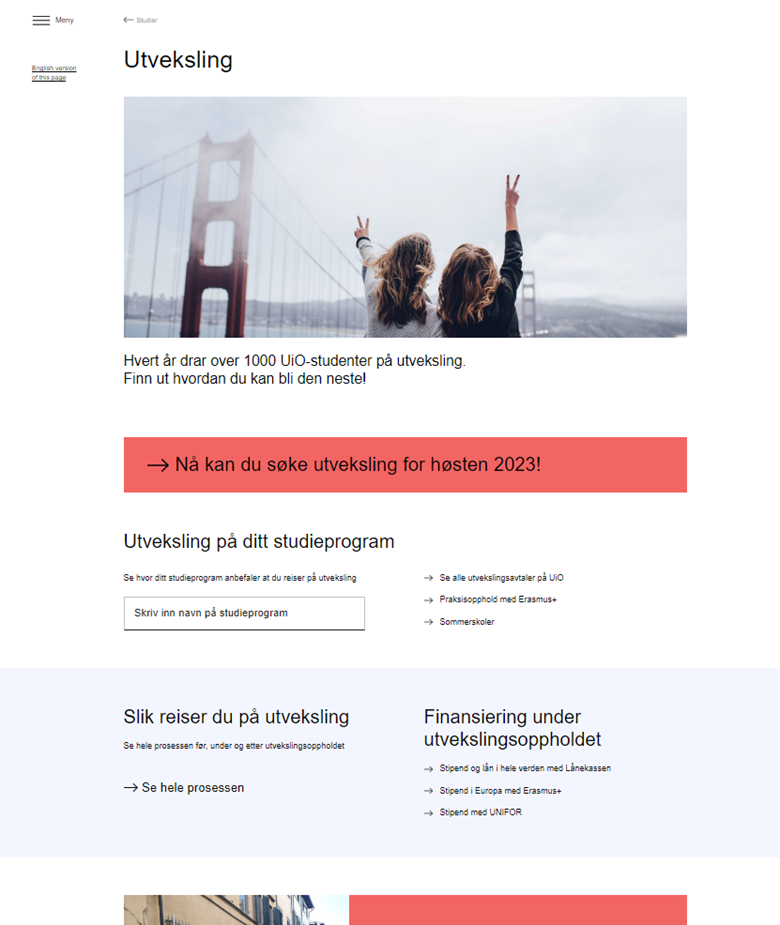 Meny
Studier
English version
of this page
Utveksling
Hvert år drar over 1000 UiO-studenter på utveksling.
Finn ut hvordan du kan bli den neste!
Nå kan du søke utveksling for høsten 2023!
Utveksling på ditt studieprogram
Se hvor ditt studieprogram anbefaler at du reiser på utveksling
Skriv inn navn på studieprogram
Se alle utvekslingsavtaler på UiO
Praksisopphold med Erasmus+
Sommerskoler
Slik reiser du på utveksling
Se hele prosessen før, under og etter utvekslingsoppholdet
Se hele prosessen
Finansiering under
utvekslingsoppholdet
Stipend og lån i hele verden med Lånekassen
Stipend i Europa med Erasmus+
Stipend med UNIFOR